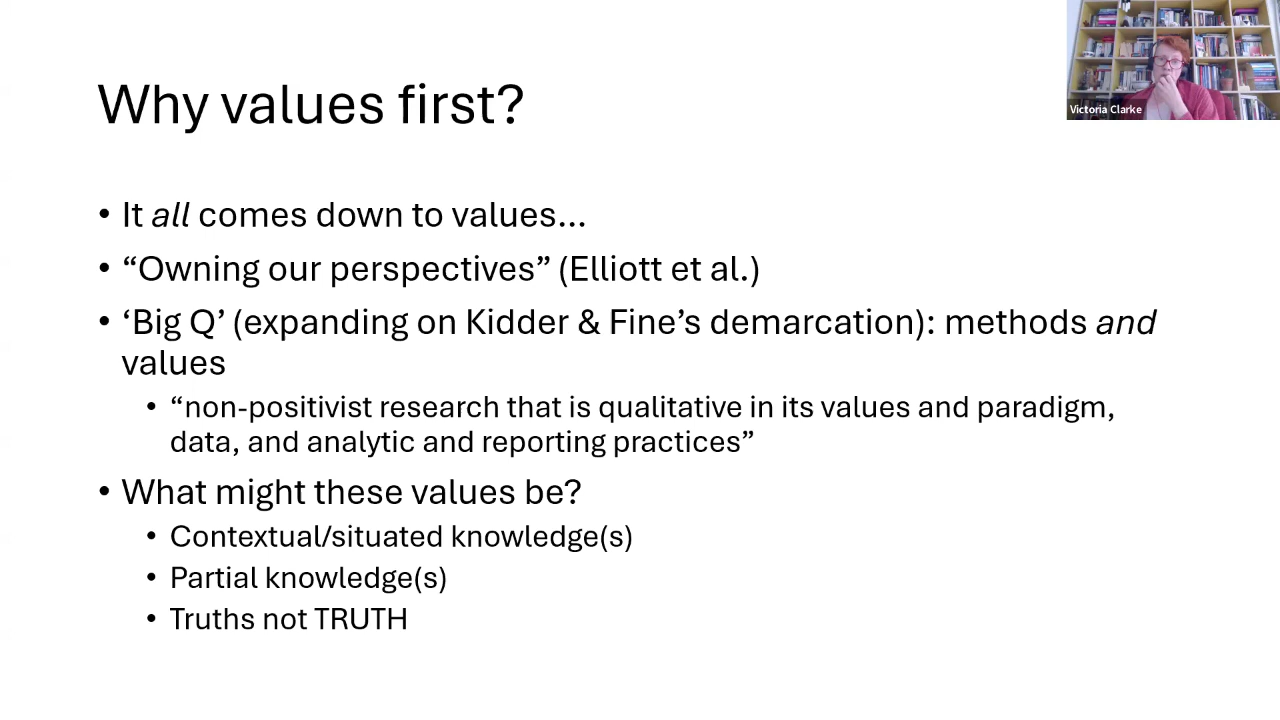 Why values first?
Victoria Clarke
• It all comes down to values…
• “Owning our perspectives” (Elliott et al.)
• ‘Big Q’ (expanding on Kidder & Fine’s demarcation): methods and
values
• “non-positivist research that is qualitative in its values and paradigm,
data, and analytic and reporting practices”
• What might these values be?
• Contextual/situated knowledge(s)
• Partial knowledge(s)
• Truths not TRUTH